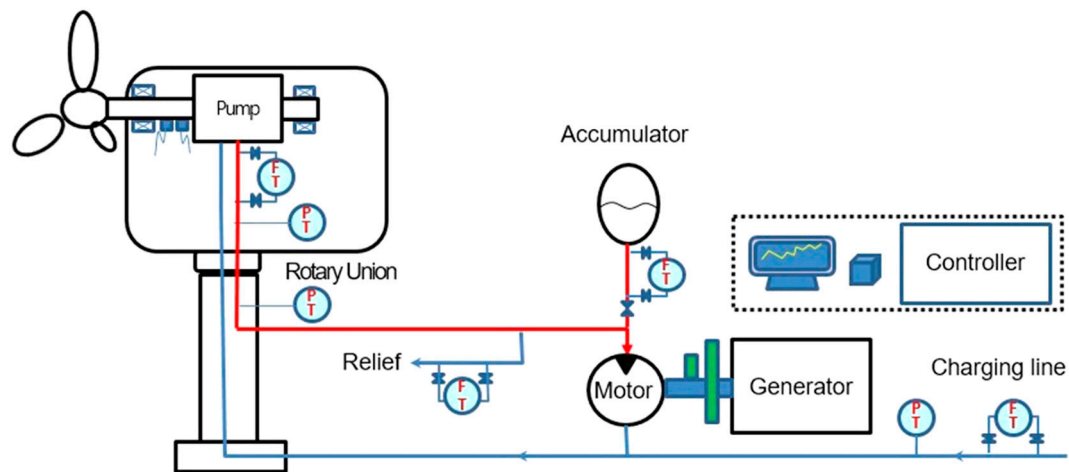 Pump
F
T
P
T
Accumulator
F
T
Rotary Union
P
T
Controller
Relief
F
T
Motor
Generator
Charging line
P
T
F
T